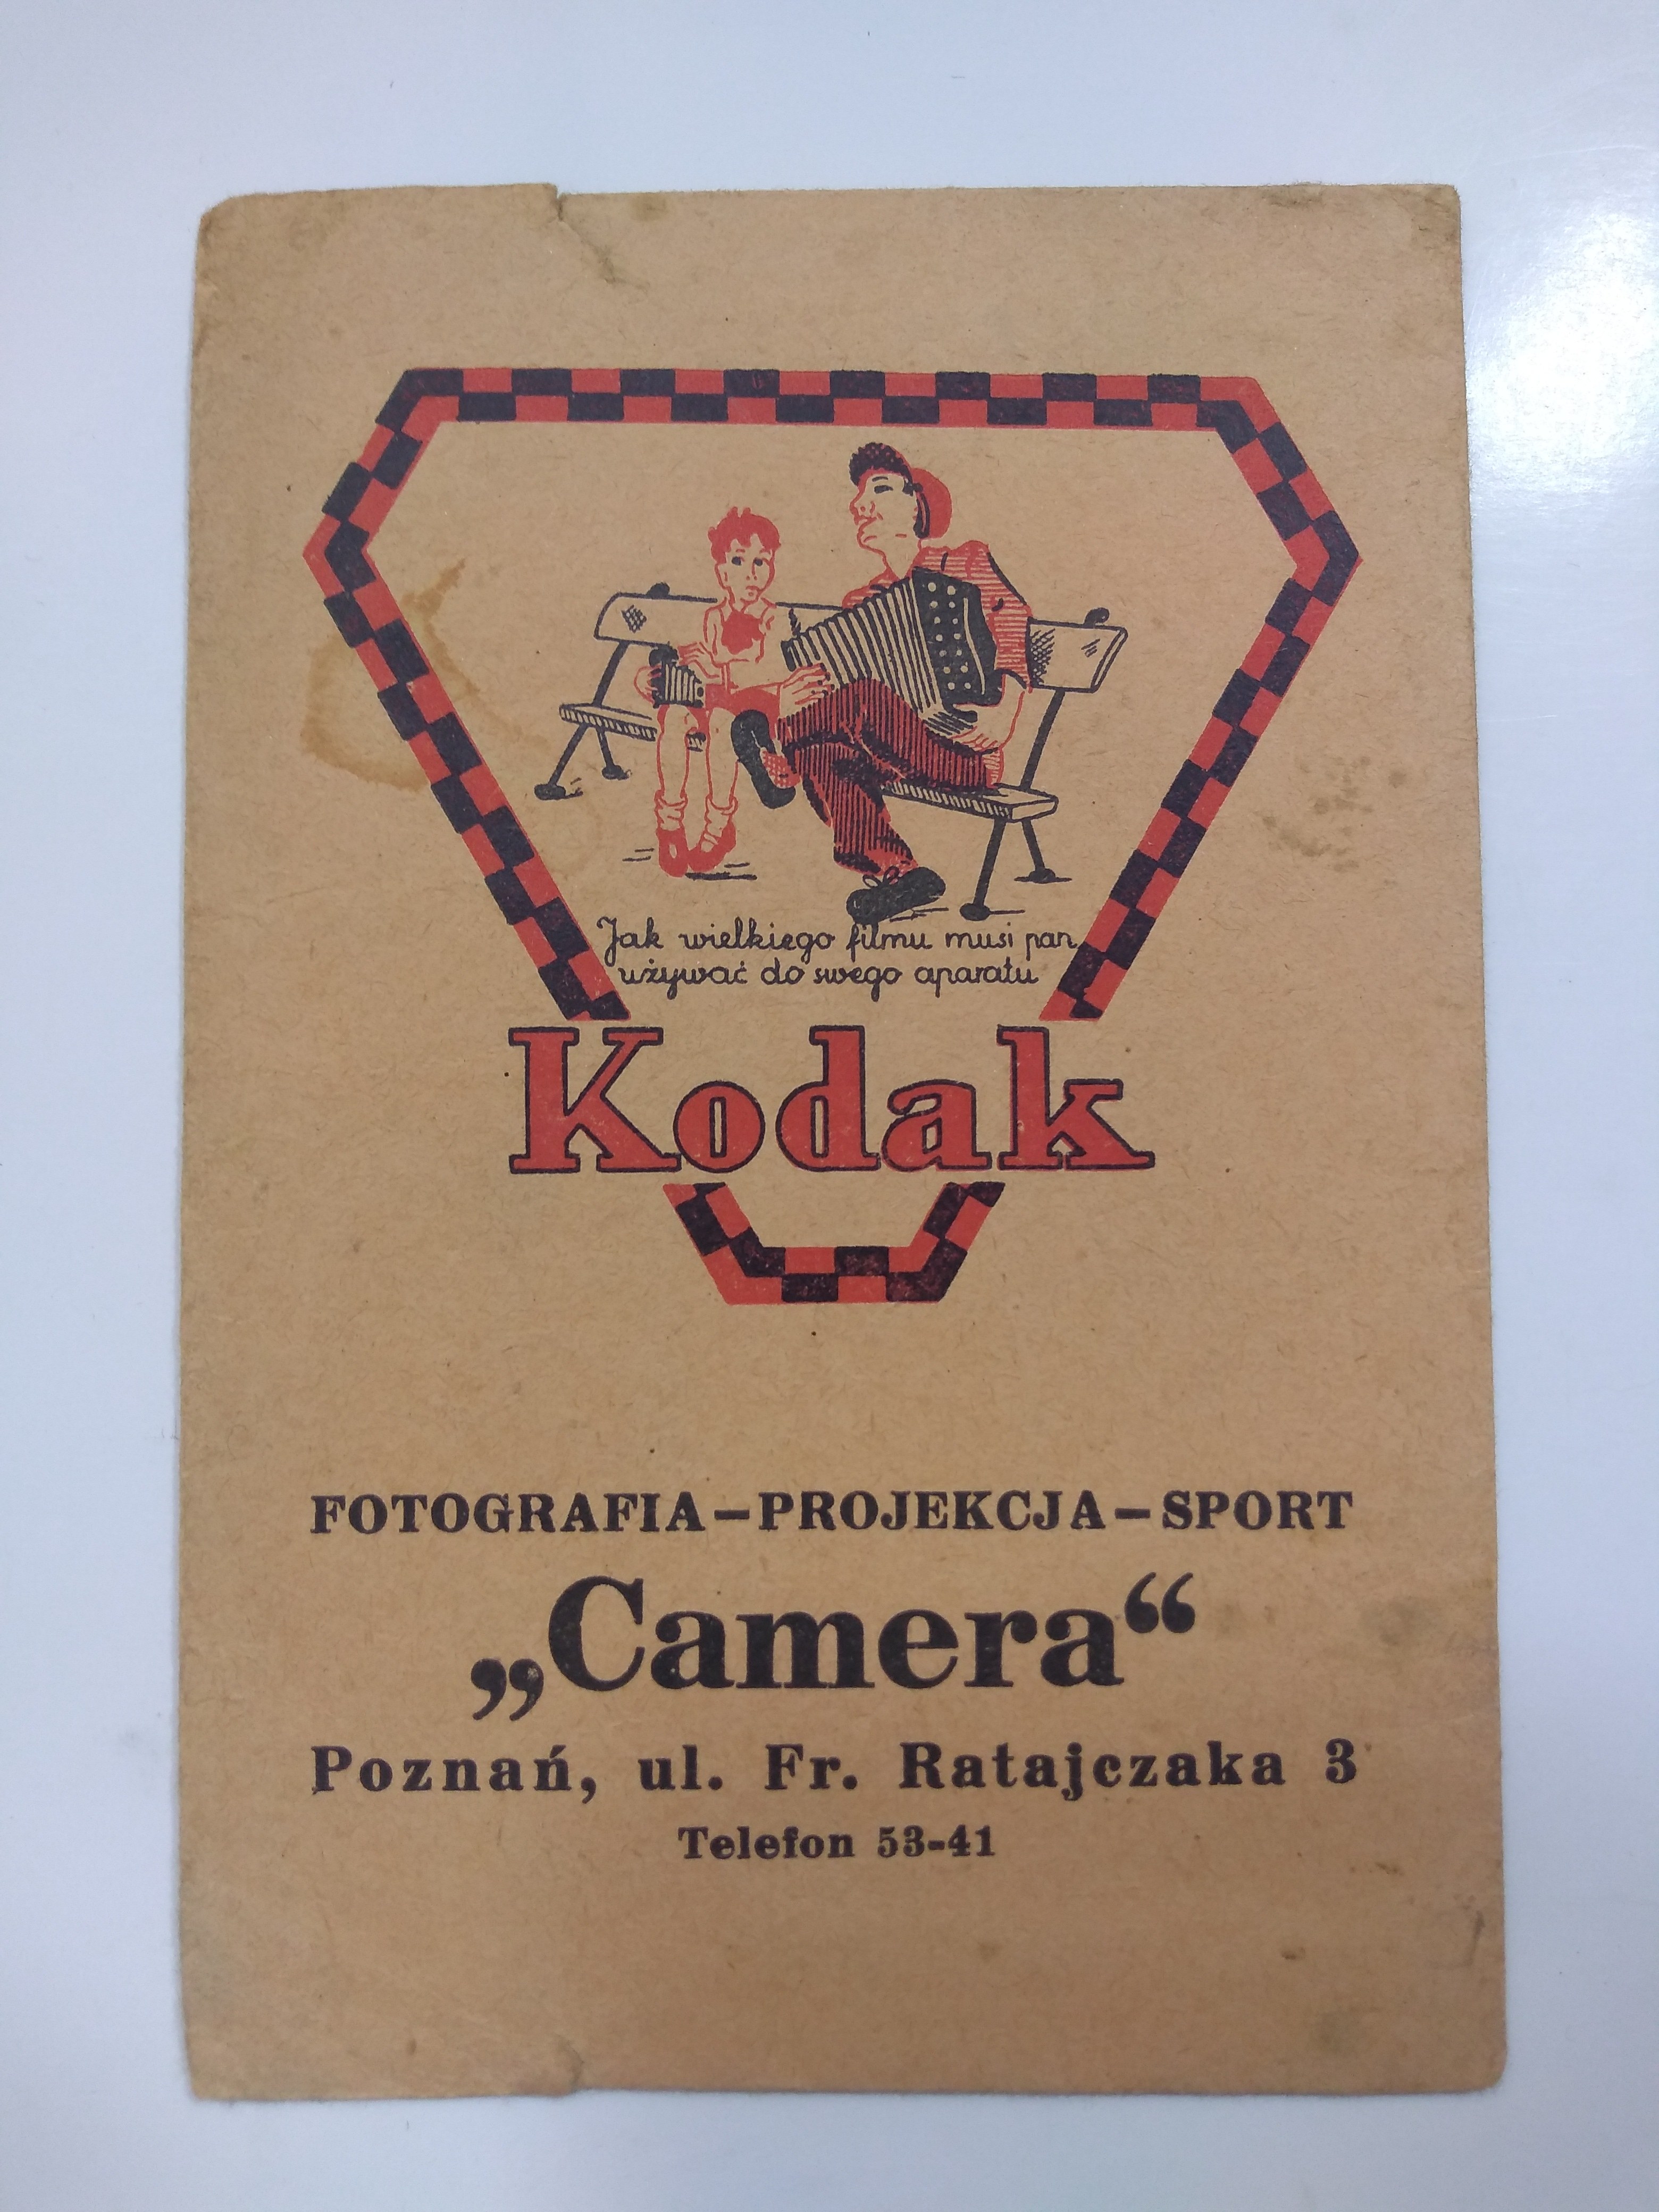 Jak wielkiego filmu musi pan
używać do swego aparatu
Kodak
FOTOGRAFIA–PROJEKCJA–SPORT
„Camera“
Poznań, ul. Fr. Ratajczaka 3
Telefon 53-41